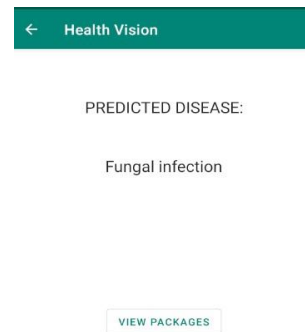 Health Vision
PREDICTED DISEASE:
Fungal infection
VIEW PACKAGES